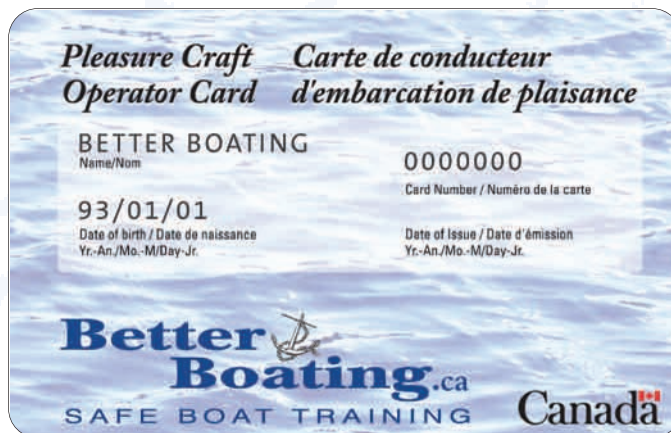 Pleasure Craft Carte de conducteur
Operator Card d'embarcation de plaisance
BETTER BOATING
Name/Nom
0000000
Card Number / Numéro de la carte
93/01/01
Date of birth / Date de naissance
Yr.-An./Mo.-M/Day-Jr.
Date of Issue / Date d'émission
Yr.-An./Mo.-M/Day-Jr.
Better
Boating.ca
SAFE BOAT TRAINING
Canada